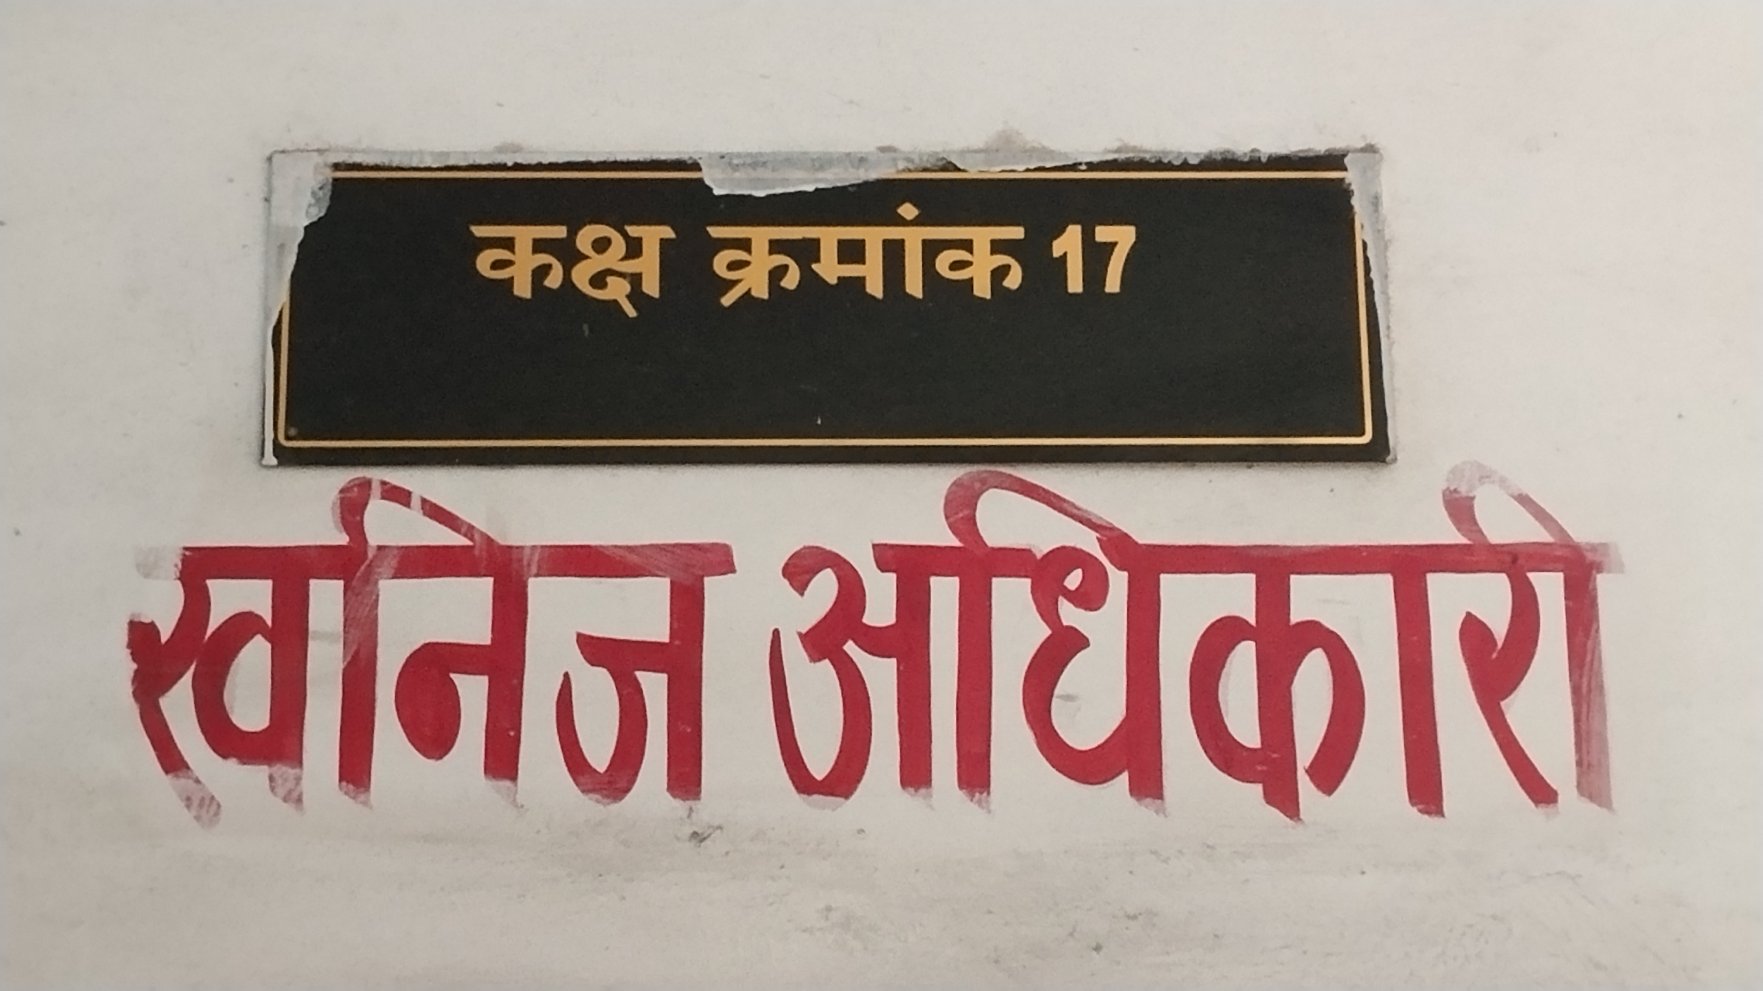 कक्ष क्रमांक 17
खनिज अधिकारी